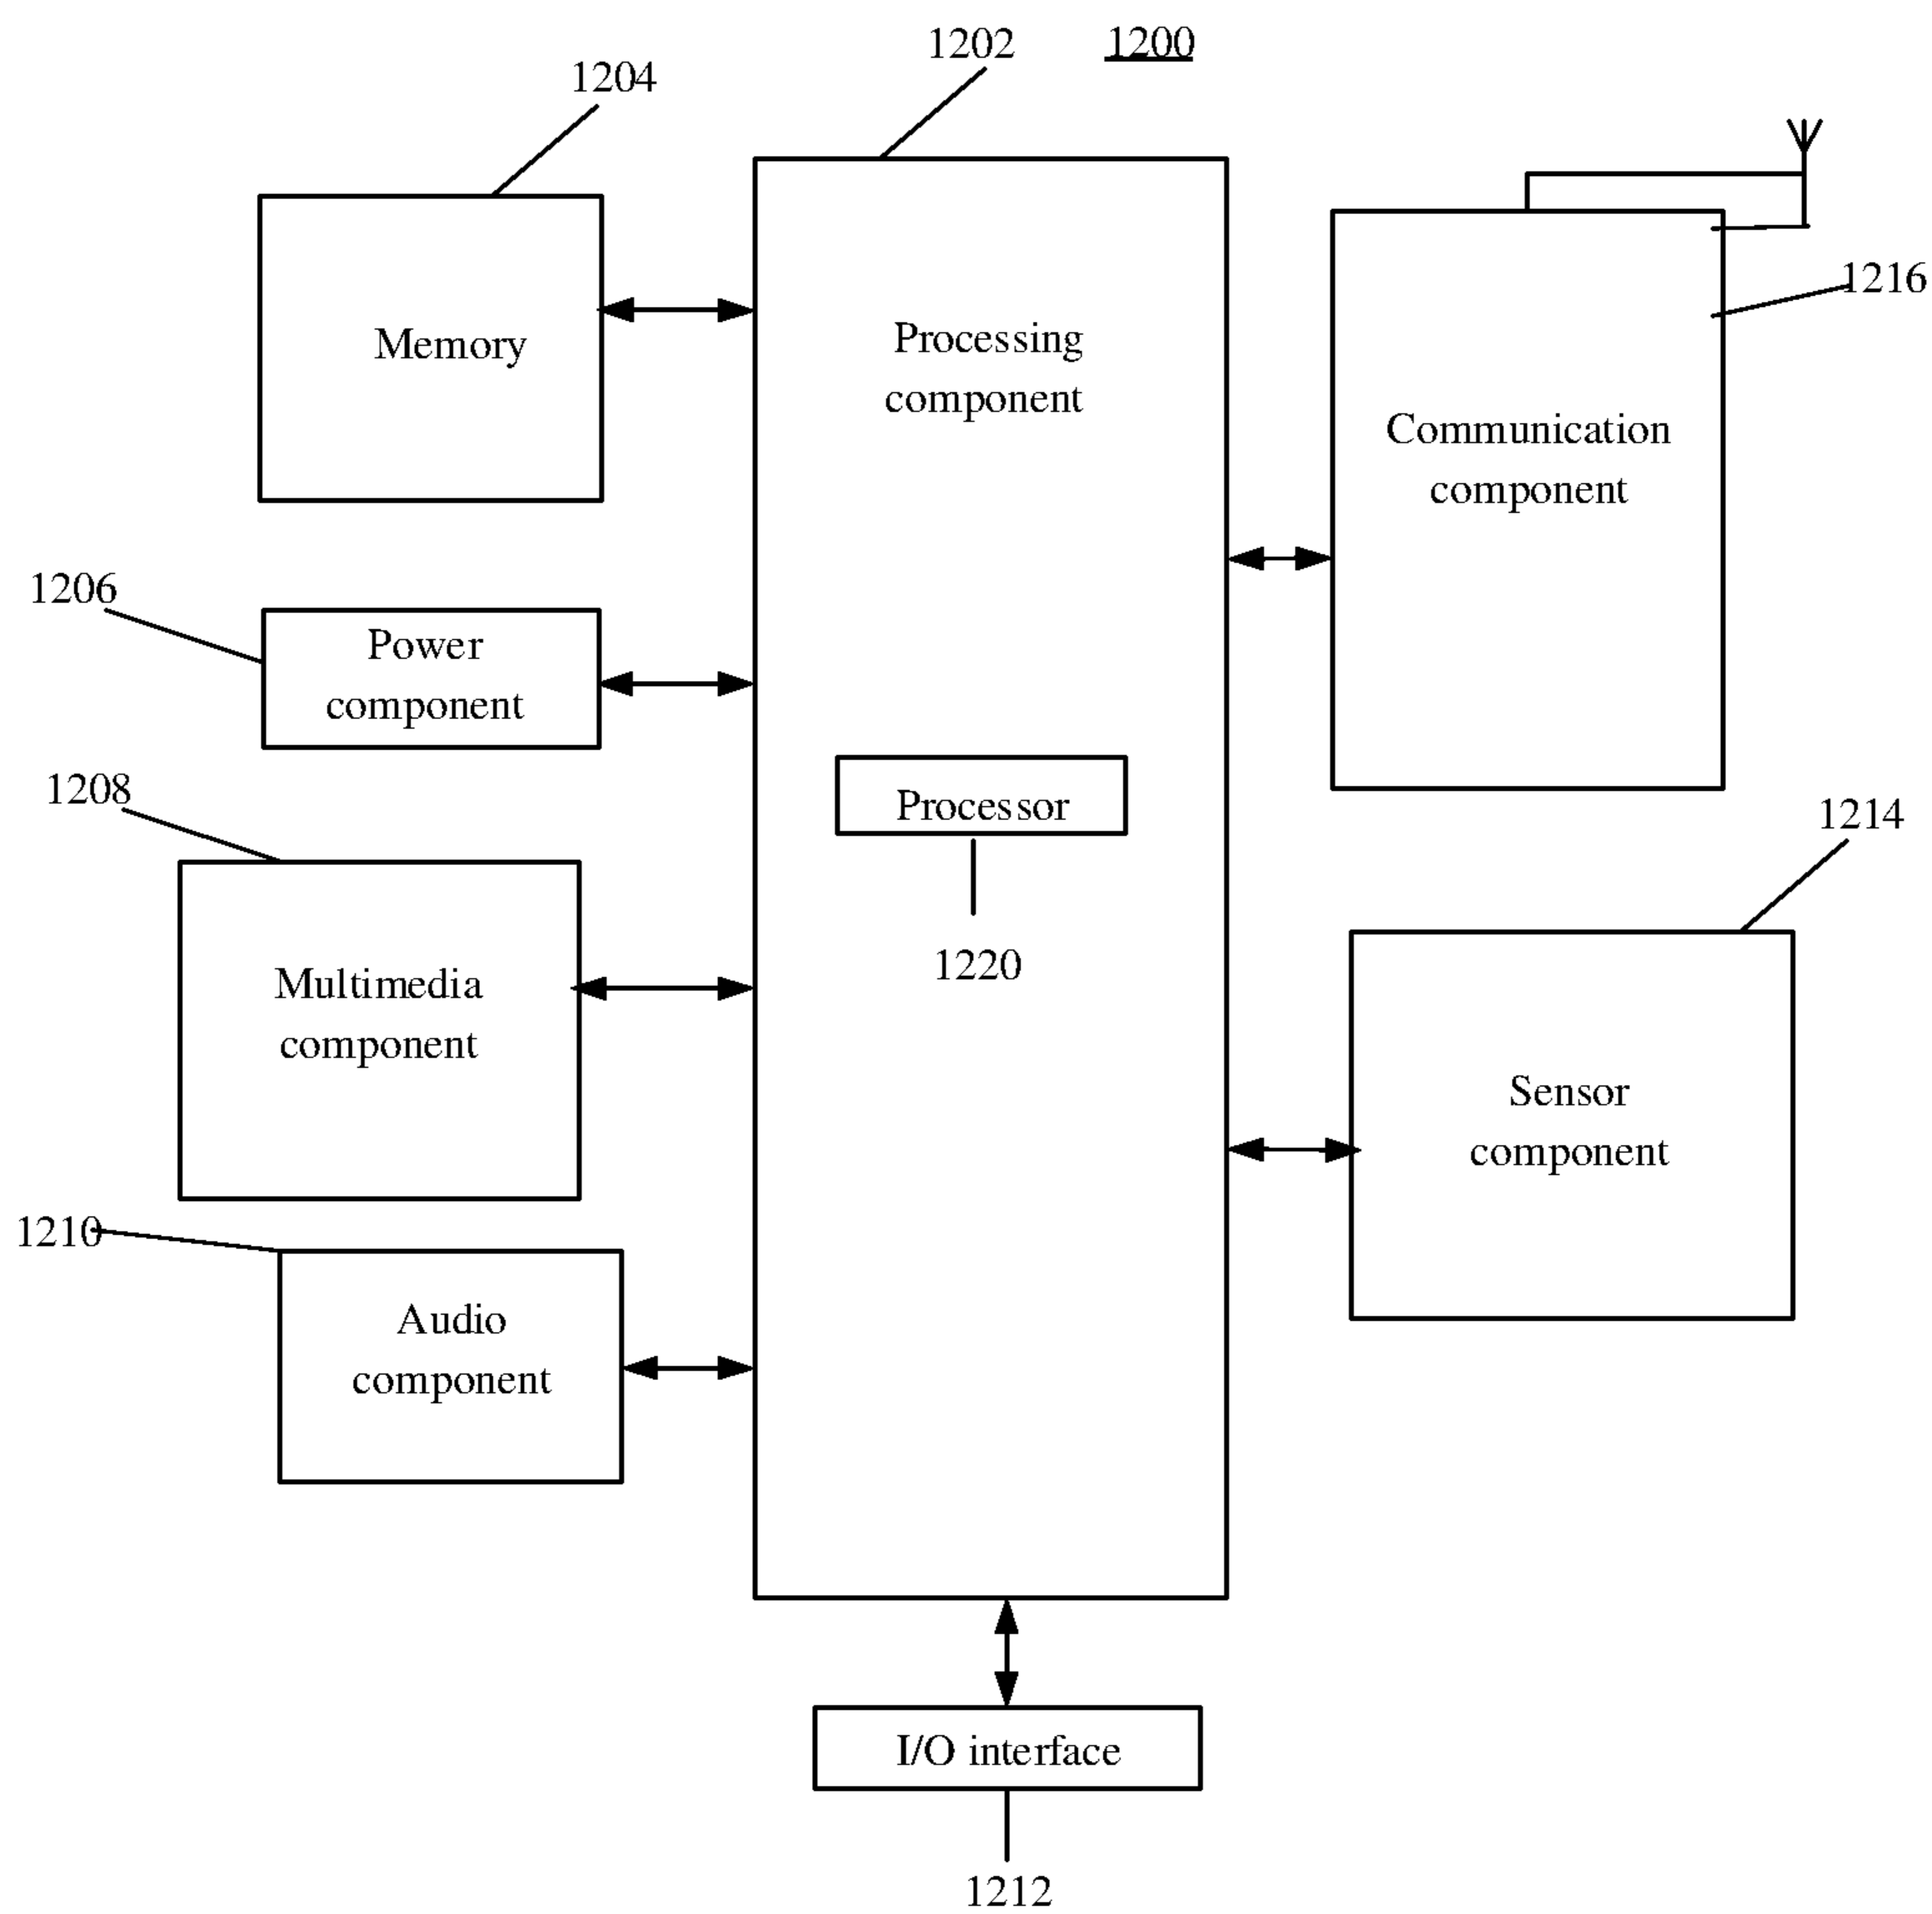 1202
1200
1204
Memory
Processing
component
1216
Communication
component
1206
Power
component
1208
Processor
1214
1220
Multimedia
component
Sensor
component
1210
Audio
component
I/O interface
1212